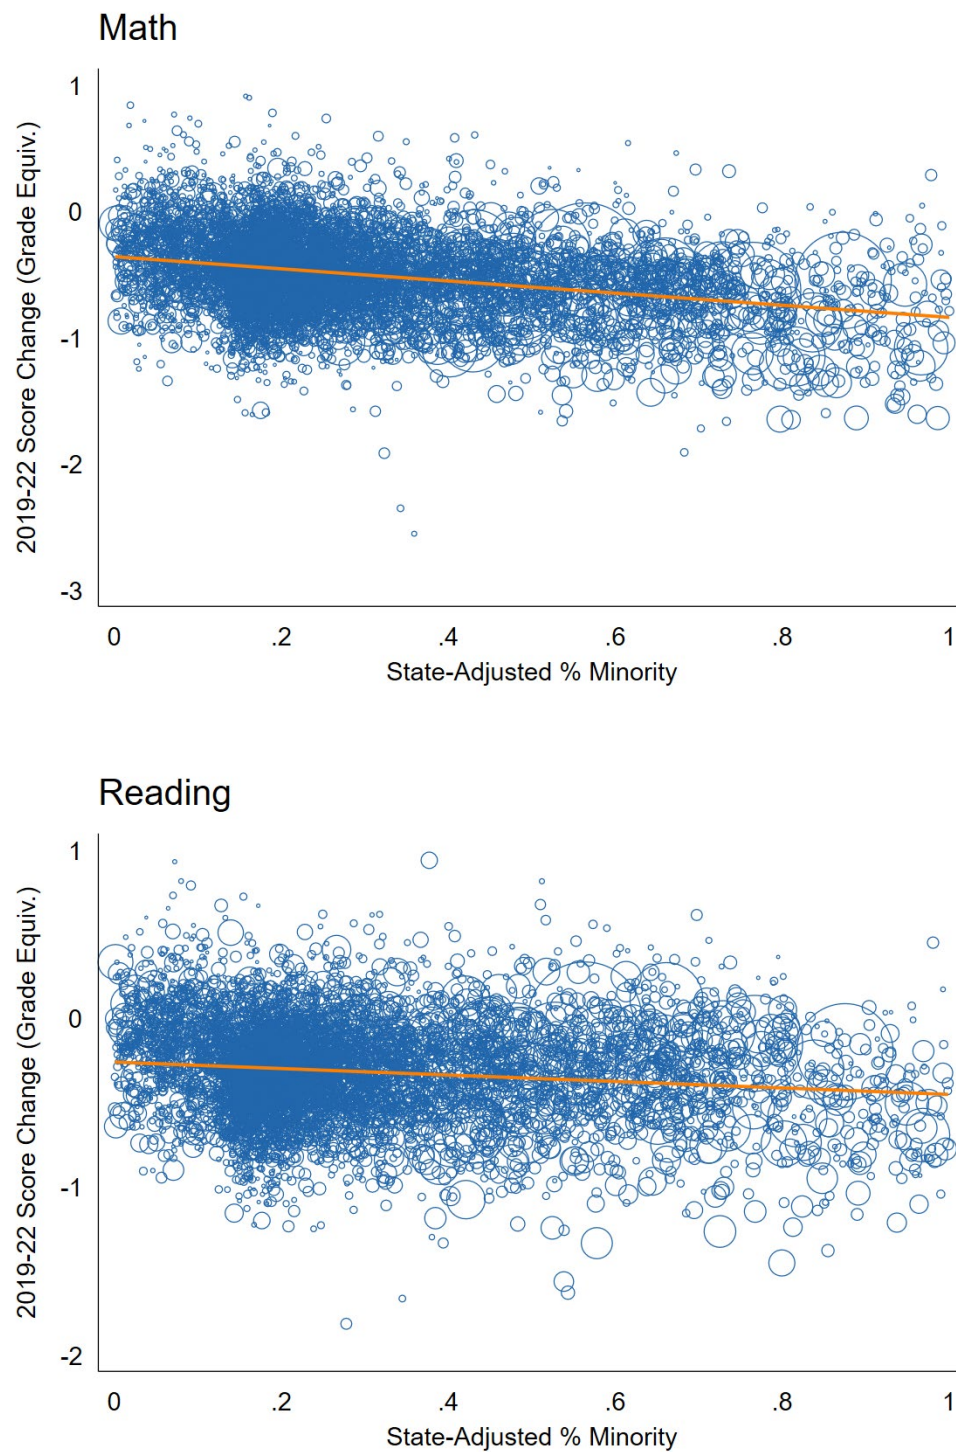 Math
1
0
-1
-2
-3
2019-22 Score Change (Grade Equiv.)
0 .2 .4 .6 .8 1
State-Adjusted % Minority
Reading
1
0
-1
-2
2019-22 Score Change (Grade Equiv.)
0 .2 .4 .6 .8 1
State-Adjusted % Minority